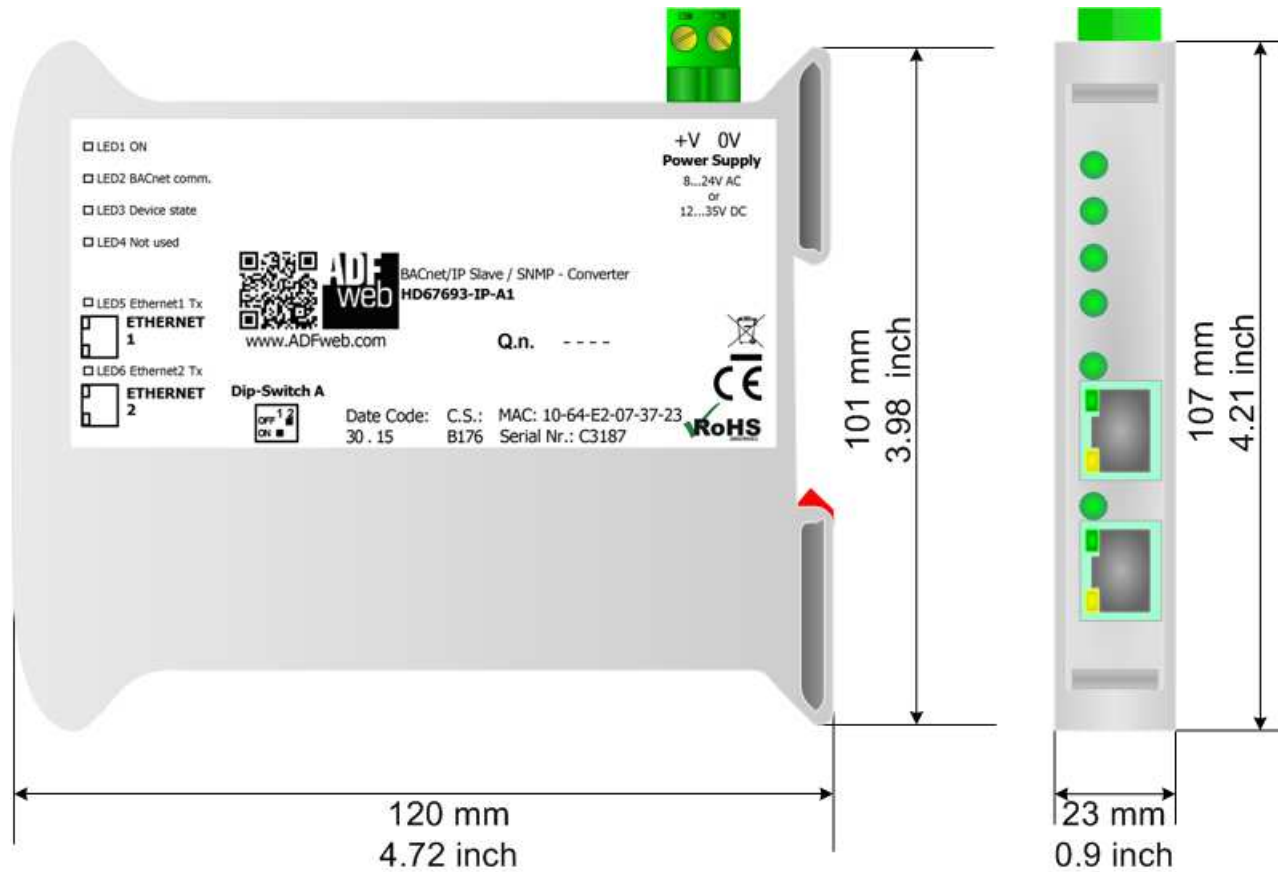 LED1 ON
LED2 BACnet comm.
LED3 Device state
LED4 Not used
LED5 Ethernet1 Tx
ETHERNET
1
LED6 Ethernet2 Tx
ETHERNET
2
+V 0V
Power Supply
8...24V AC
or
12...35V DC
ADF
web
BACnet/IP Slave / SNMP - Converter
HD67693-IP-A1
www.ADFweb.com
Q.n. - - - -
CE
Dip-Switch A
OFF 1 2
ON
Date Code: C.S.: MAC: 10-64-E2-07-37-23
30 . 15 B176 Serial Nr.: C3187
RoHS
101 mm
3.98 inch
107 mm
4.21 inch
120 mm
4.72 inch
23 mm
0.9 inch